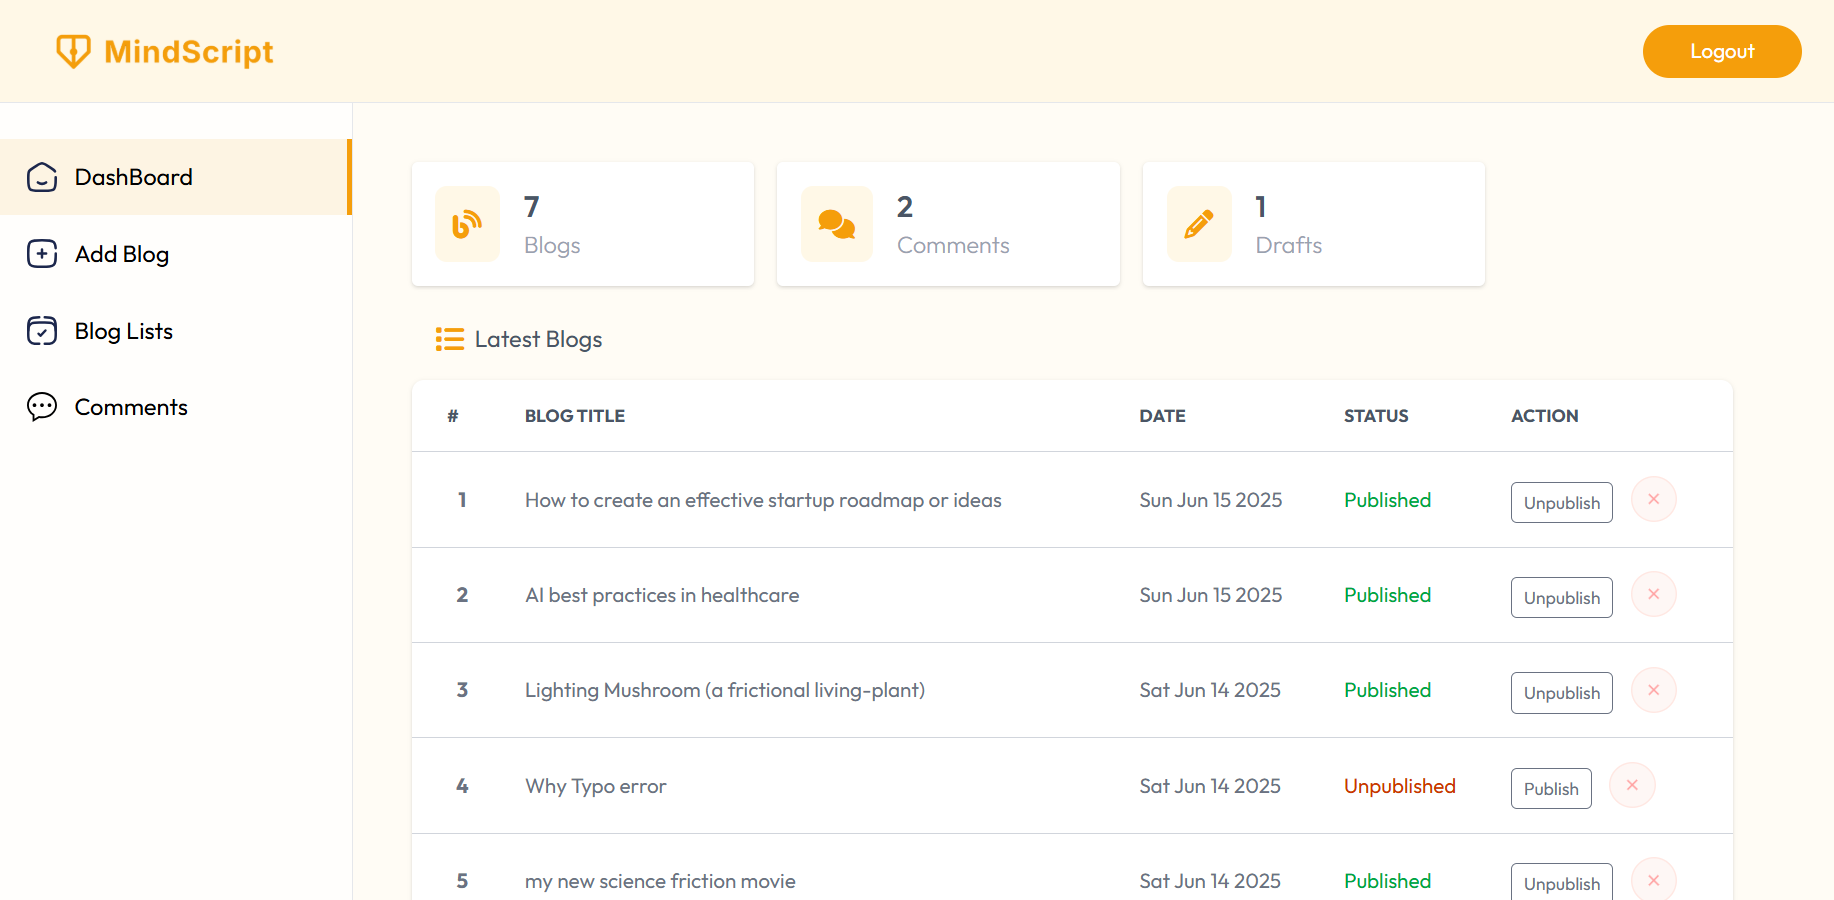 MindScript
Logout
DashBoard
Add Blog
Blog Lists
Comments
7
Blogs
2
Comments
1
Drafts
Latest Blogs
# BLOG TITLE DATE STATUS ACTION
1 How to create an effective startup roadmap or ideas Sun Jun 15 2025 Published Unpublish
2 AI best practices in healthcare Sun Jun 15 2025 Published Unpublish
3 Lighting Mushroom (a frictional living-plant) Sat Jun 14 2025 Published Unpublish
4 Why Typo error Sat Jun 14 2025 Unpublished Publish
5 my new science friction movie Sat Jun 14 2025 Published Unpublish